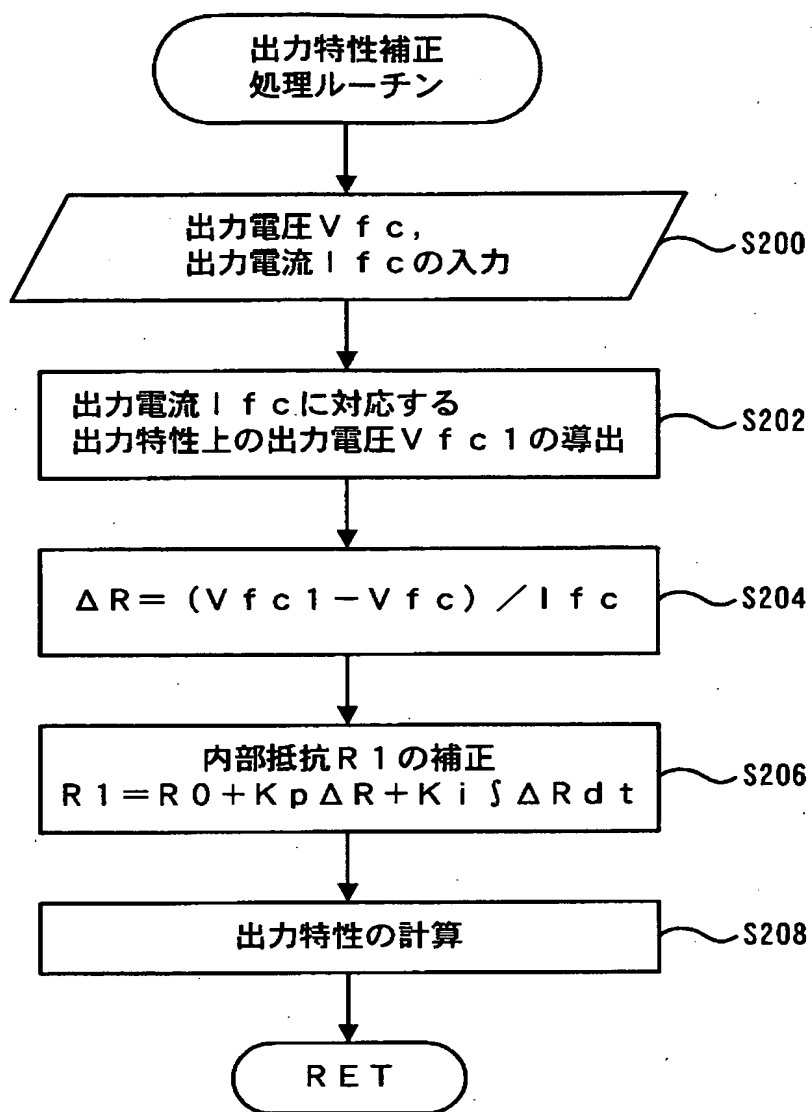 出力特性補正
処理ルーチン
出力電圧Vfc,
出力電流Ifcの入力
S200
出力電流Ifcに対応する
出力特性上の出力電圧Vfc1の導出
S202
ΔR=(Vfc1-Vfc)/Ifc
S204
内部抵抗R1の補正
R1=R0+KpΔR+Ki∫ΔRdt
S206
出力特性の計算
S208
RET